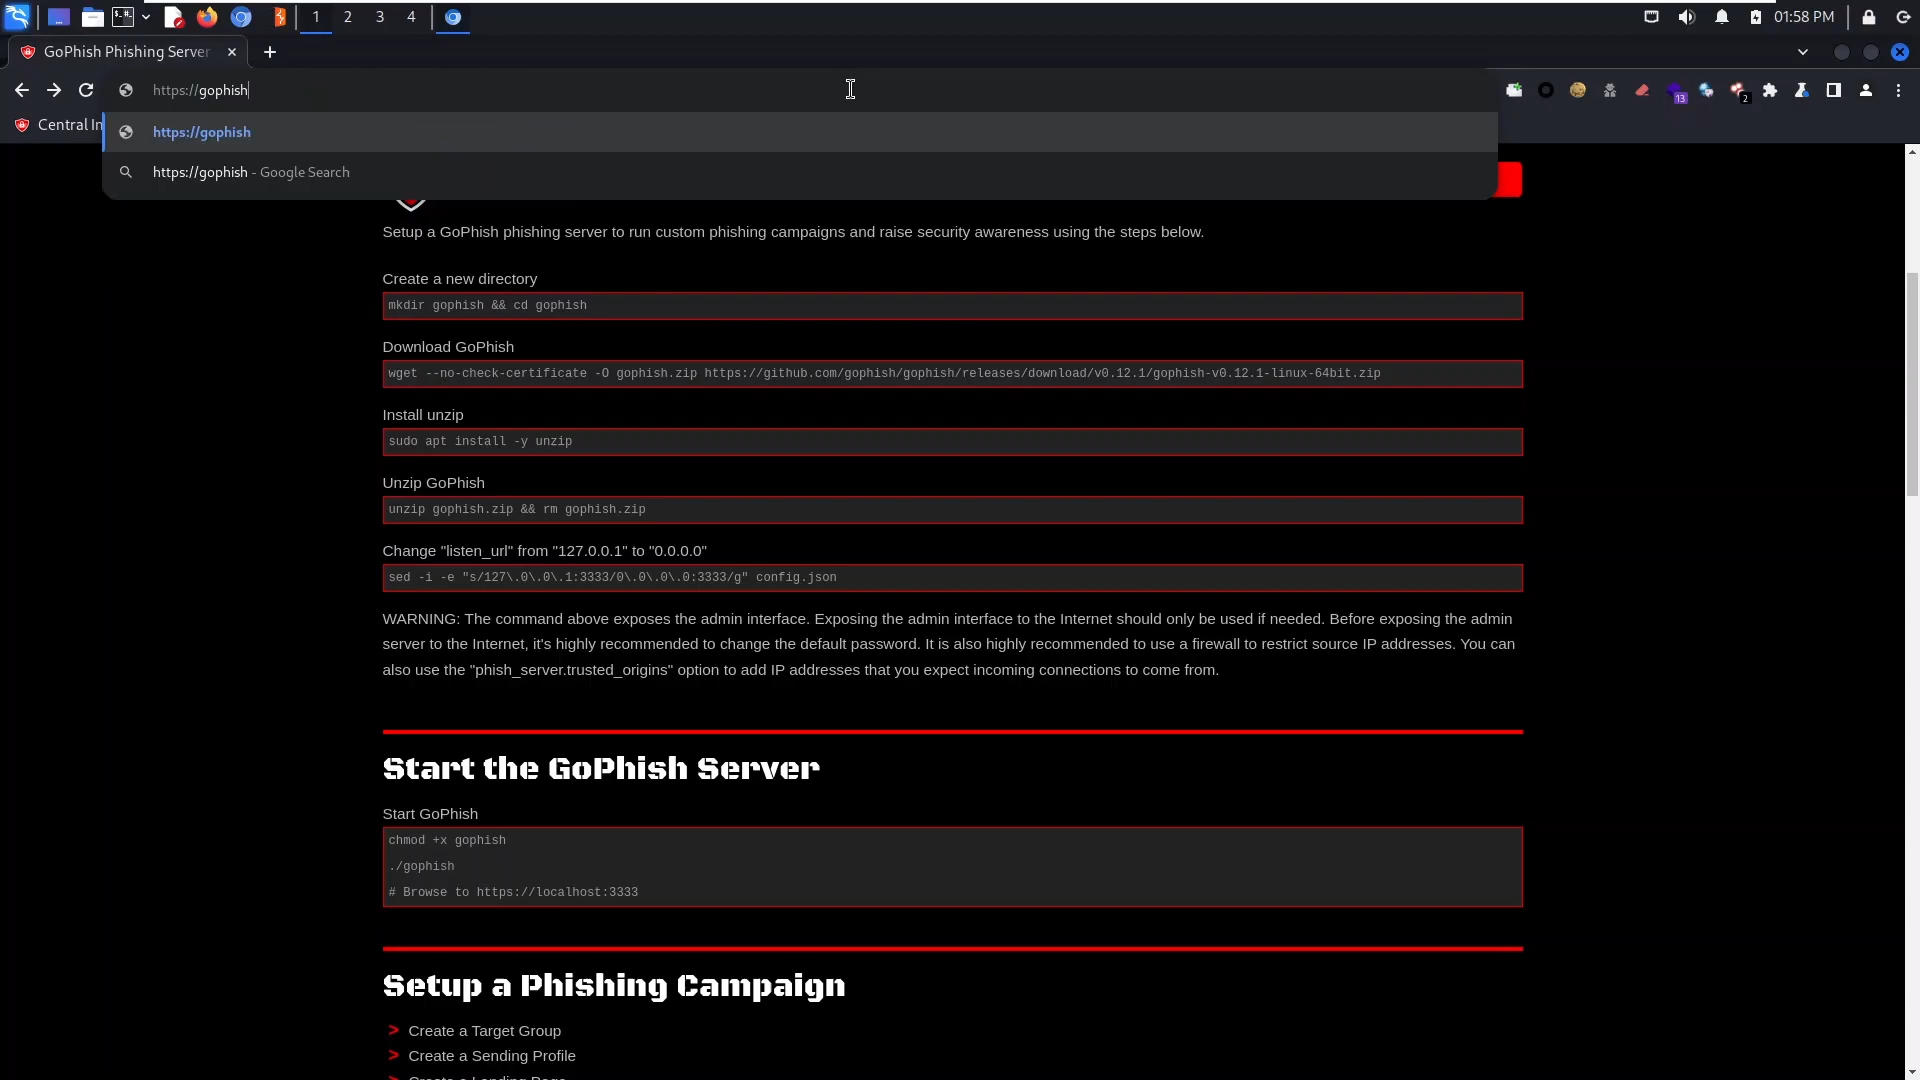 1 2 3 4 01:58 PM
GoPhish Phishing Server
https://gophish
13 2
Central In
https://gophish
https://gophish - Google Search
Setup a GoPhish phishing server to run custom phishing campaigns and raise security awareness using the steps below.
Create a new directory
mkdir gophish && cd gophish
Download GoPhish
wget --no-check-certificate -O gophish.zip https://github.com/gophish/gophish/releases/download/v0.12.1/gophish-v0.12.1-linux-64bit.zip
Install unzip
sudo apt install -y unzip
Unzip GoPhish
unzip gophish.zip && rm gophish.zip
Change "listen_url" from "127.0.0.1" to "0.0.0.0"
sed -i -e "s/127\.0\.0\.1:3333/0\.0\.0\.0:3333/g" config.json
WARNING: The command above exposes the admin interface. Exposing the admin interface to the Internet should only be used if needed. Before exposing the admin
server to the Internet, it's highly recommended to change the default password. It is also highly recommended to use a firewall to restrict source IP addresses. You can
also use the "phish_server.trusted_origins" option to add IP addresses that you expect incoming connections to come from.
Start the GoPhish Server
Start GoPhish
chmod +x gophish
./gophish
# Browse to https://localhost:3333
Setup a Phishing Campaign
> Create a Target Group
> Create a Sending Profile
> Create a Landing Page